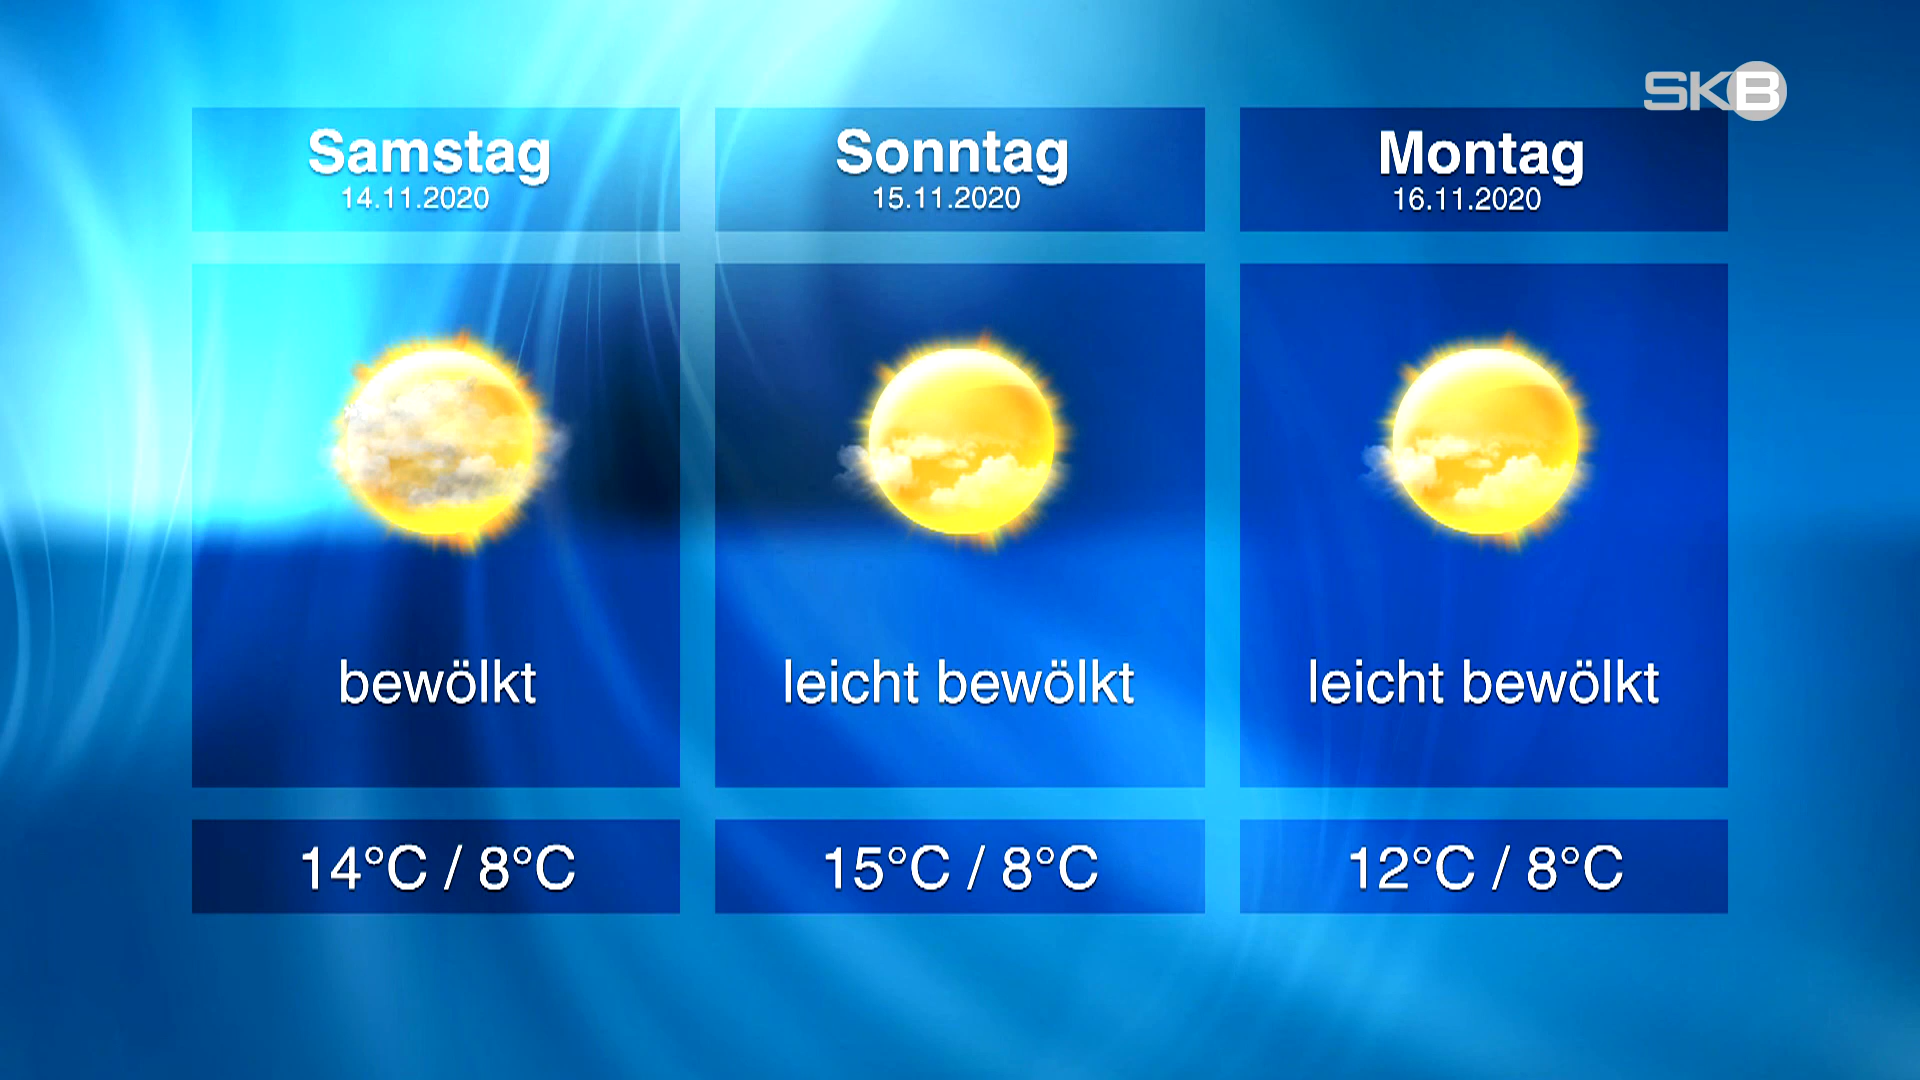 SKB
Samstag
14.11.2020
bewölkt
14°C / 8°C
Sonntag
15.11.2020
leicht bewölkt
15°C / 8°C
Montag
16.11.2020
leicht bewölkt
12°C / 8°C